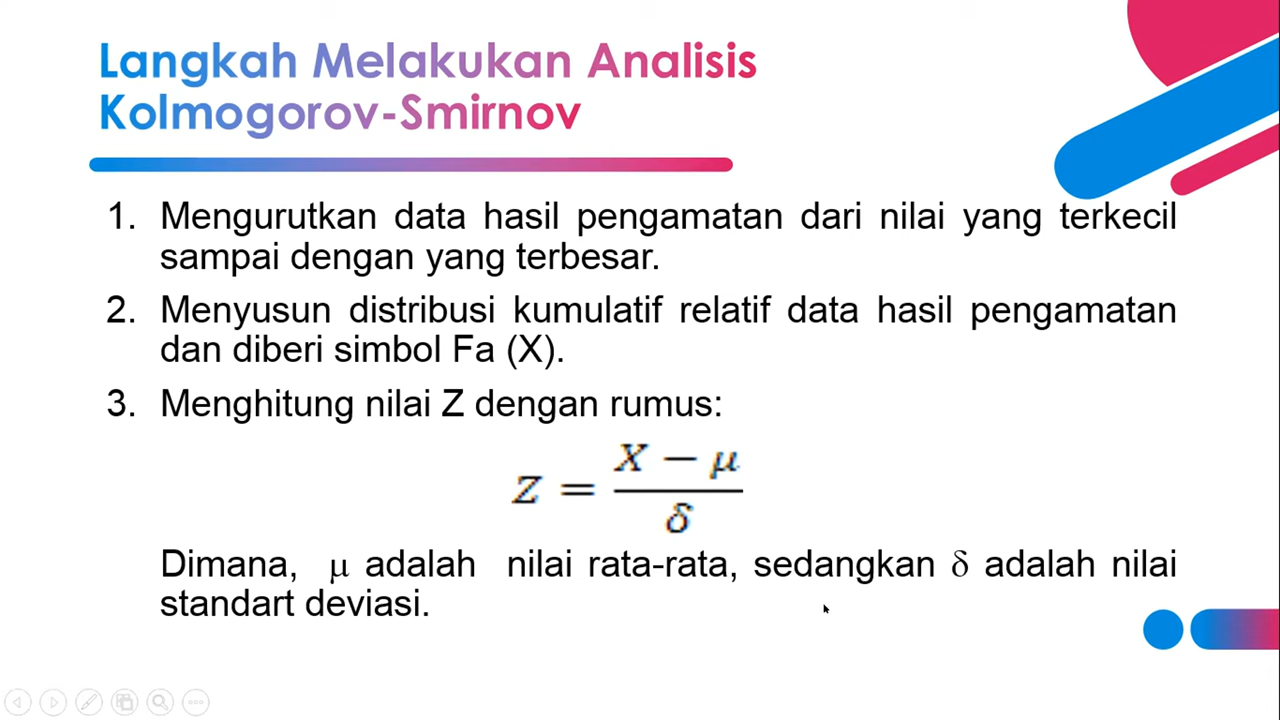 Langkah Melakukan Analisis
Kolmogorov-Smirnov
1. Mengurutkan data hasil pengamatan dari nilai yang terkecil
sampai dengan yang terbesar.
2. Menyusun distribusi kumulatif relatif data hasil pengamatan
dan diberi simbol Fa (X).
3. Menghitung nilai Z dengan rumus:
Z = (X − μ) / δ
Dimana, μ adalah nilai rata-rata, sedangkan δ adalah nilai
standart deviasi.